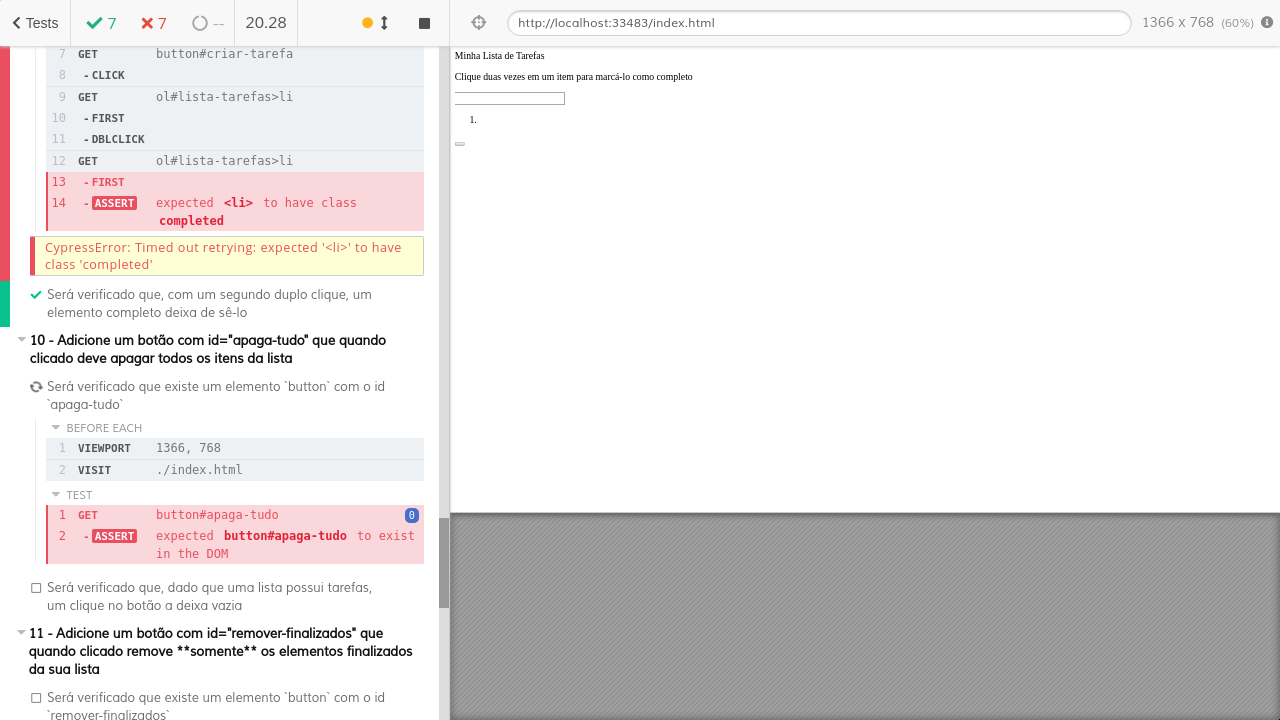 Tests 7 7 -- 20.28 http://localhost:33483/index.html 1366 x 768 (60%)
7 GET button#criar-tarefa
8 - CLICK
9 GET ol#lista-tarefas>li
10 - FIRST
11 - DBLCLICK
12 GET ol#lista-tarefas>li
13 - FIRST
14 - ASSERT expected <li> to have class
completed
CypressError: Timed out retrying: expected '<li>' to have
class 'completed'
Será verificado que, com um segundo duplo clique, um
elemento completo deixa de sê-lo
10 - Adicione um botão com id="apaga-tudo" que quando
clicado deve apagar todos os itens da lista
Será verificado que existe um elemento `button` com o id
`apaga-tudo`
BEFORE EACH
1 VIEWPORT 1366, 768
2 VISIT ./index.html
TEST
1 GET button#apaga-tudo 0
2 - ASSERT expected button#apaga-tudo to exist
in the DOM
Será verificado que, dado que uma lista possui tarefas,
um clique no botão a deixa vazia
11 - Adicione um botão com id="remover-finalizados" que
quando clicado remove **somente** os elementos finalizados
da sua lista
Será verificado que existe um elemento `button` com o id
`remover-finalizados`
Minha Lista de Tarefas
Clique duas vezes em um item para marcá-lo como completo
1.